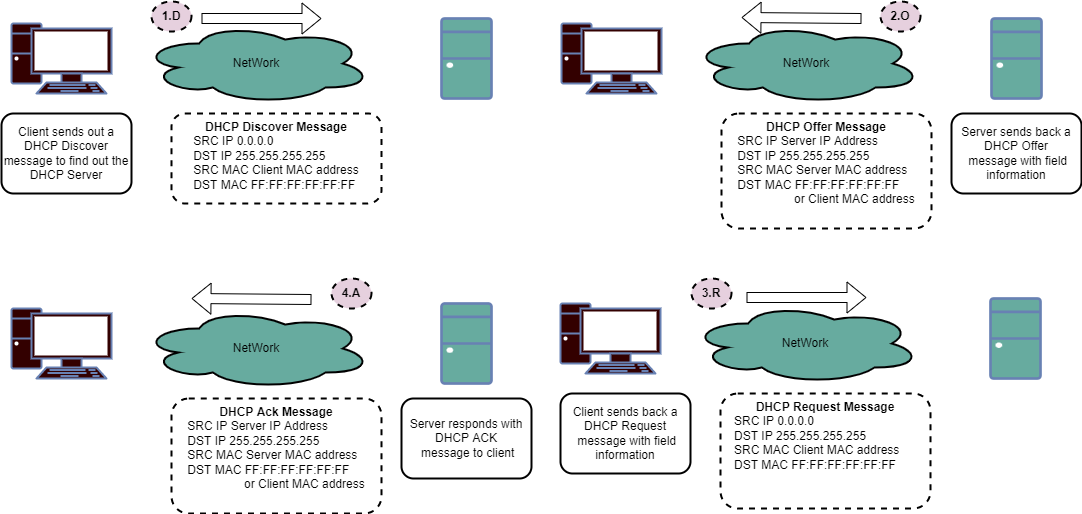 1.D
NetWork
Client sends out a
DHCP Discover
message to find out the
DHCP Server
DHCP Discover Message
SRC IP 0.0.0.0
DST IP 255.255.255.255
SRC MAC Client MAC address
DST MAC FF:FF:FF:FF:FF:FF
2.O
NetWork
DHCP Offer Message
SRC IP Server IP Address
DST IP 255.255.255.255
SRC MAC Server MAC address
DST MAC FF:FF:FF:FF:FF:FF
or Client MAC address
Server sends back a
DHCP Offer
message with field
information
4.A
NetWork
DHCP Ack Message
SRC IP Server IP Address
DST IP 255.255.255.255
SRC MAC Server MAC address
DST MAC FF:FF:FF:FF:FF:FF
or Client MAC address
Server responds with
DHCP ACK
message to client
3.R
NetWork
Client sends back a
DHCP Request
message with field
information
DHCP Request Message
SRC IP 0.0.0.0
DST IP 255.255.255.255
SRC MAC Client MAC address
DST MAC FF:FF:FF:FF:FF:FF